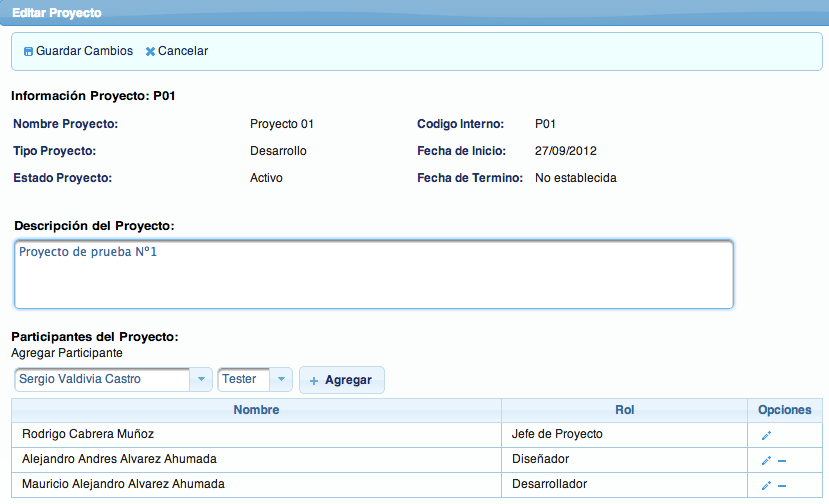 Editar Proyecto
Guardar Cambios Cancelar
Información Proyecto: P01
Nombre Proyecto: Proyecto 01 Codigo Interno: P01
Tipo Proyecto: Desarrollo Fecha de Inicio: 27/09/2012
Estado Proyecto: Activo Fecha de Termino: No establecida
Descripción del Proyecto:
Proyecto de prueba Nº1
Participantes del Proyecto:
Agregar Participante
Sergio Valdivia Castro Tester + Agregar
Nombre Rol Opciones
Rodrigo Cabrera Muñoz Jefe de Proyecto
Alejandro Andres Alvarez Ahumada Diseñador
Mauricio Alejandro Alvarez Ahumada Desarrollador